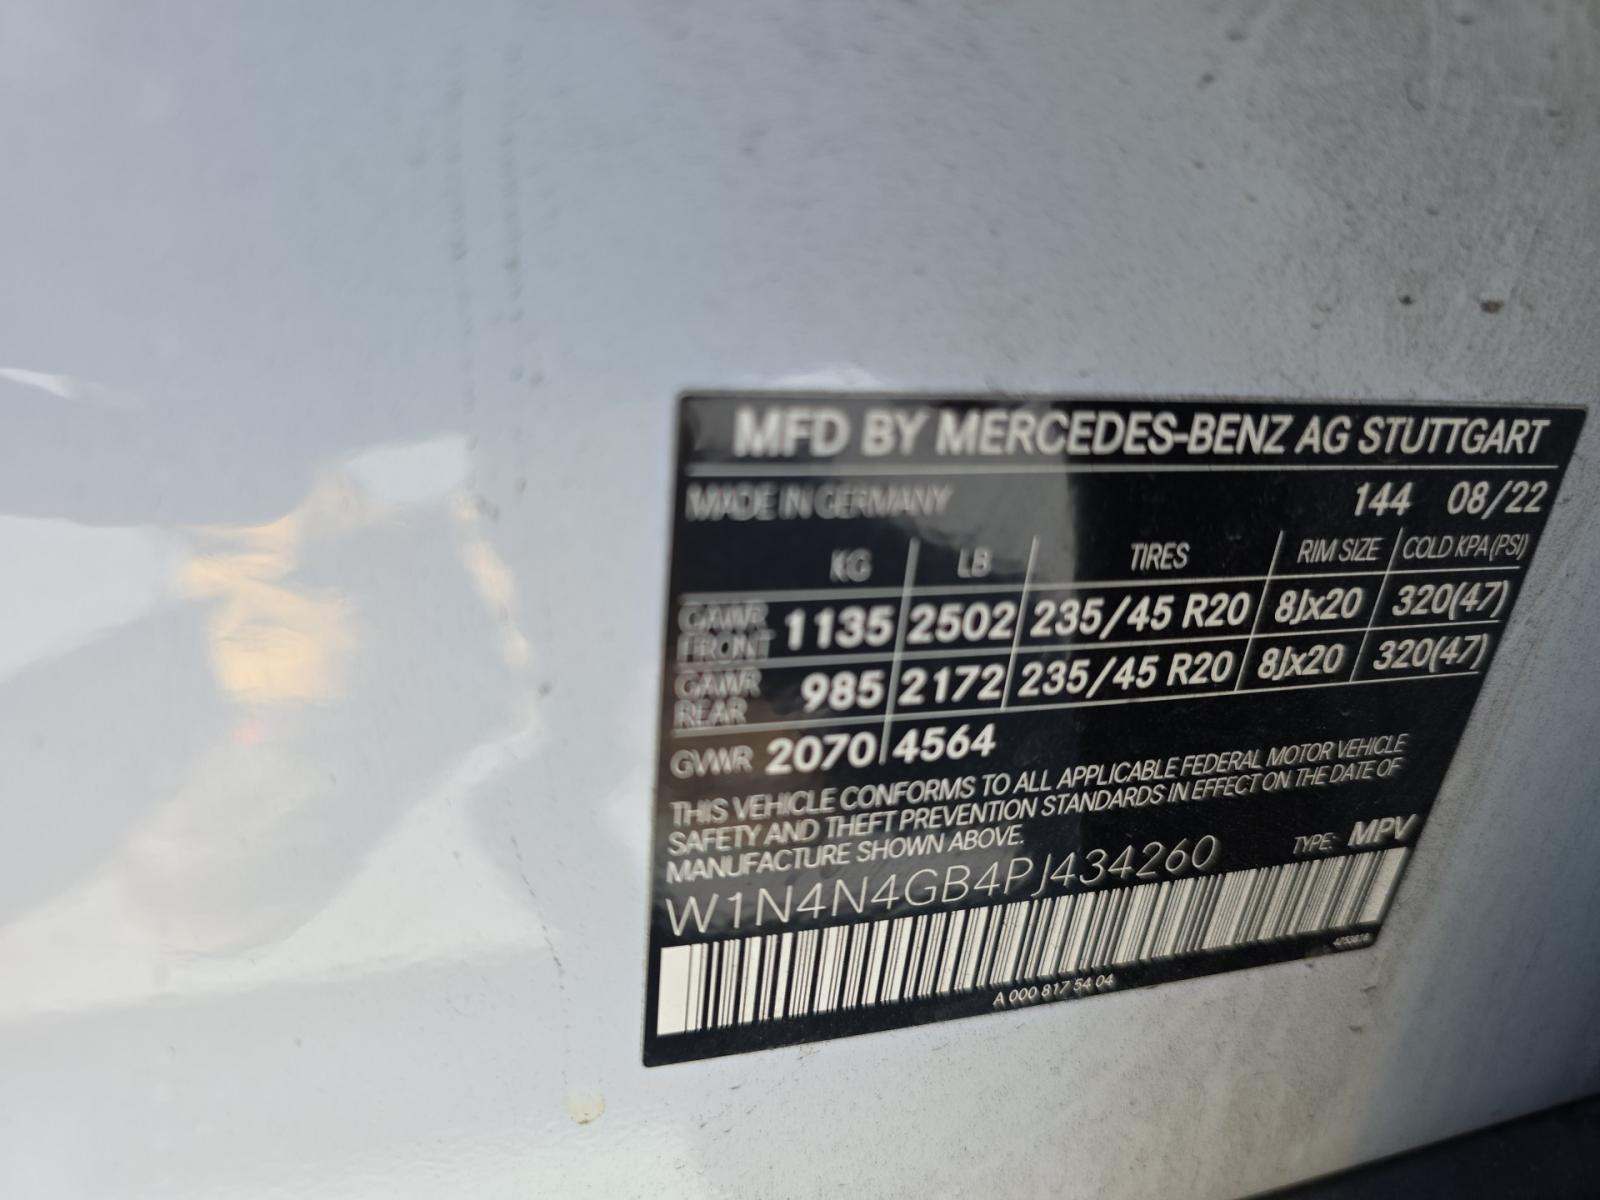 MFD BY MERCEDES-BENZ AG STUTTGART
MADE IN GERMANY 144 08/22
KG LB TIRES RIM SIZE COLD KPA (PSI)
GAWR FRONT 1135 2502 235/45 R20 8Jx20 320(47)
GAWR REAR 985 2172 235/45 R20 8Jx20 320(47)
GVWR 2070 4564
THIS VEHICLE CONFORMS TO ALL APPLICABLE FEDERAL MOTOR VEHICLE
SAFETY AND THEFT PREVENTION STANDARDS IN EFFECT ON THE DATE OF
MANUFACTURE SHOWN ABOVE. TYPE: MPV
W1N4N4GB4PJ434260
A 000 817 54 04